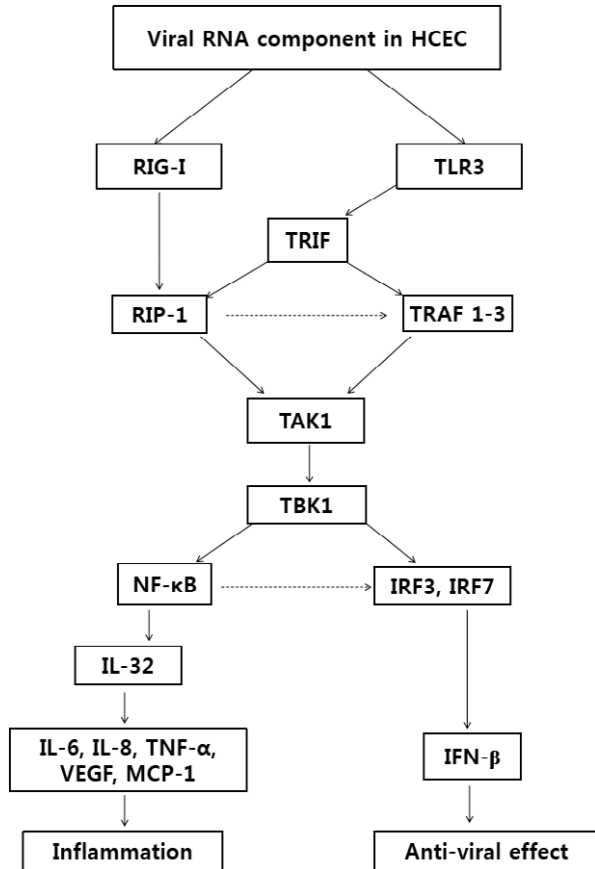 Viral RNA component in HCEC
RIG-I
TLR3
TRIF
RIP-1
TRAF 1-3
TAK1
TBK1
NF-κB
IRF3, IRF7
IL-32
IL-6, IL-8, TNF-α,
VEGF, MCP-1
IFN-β
Inflammation
Anti-viral effect